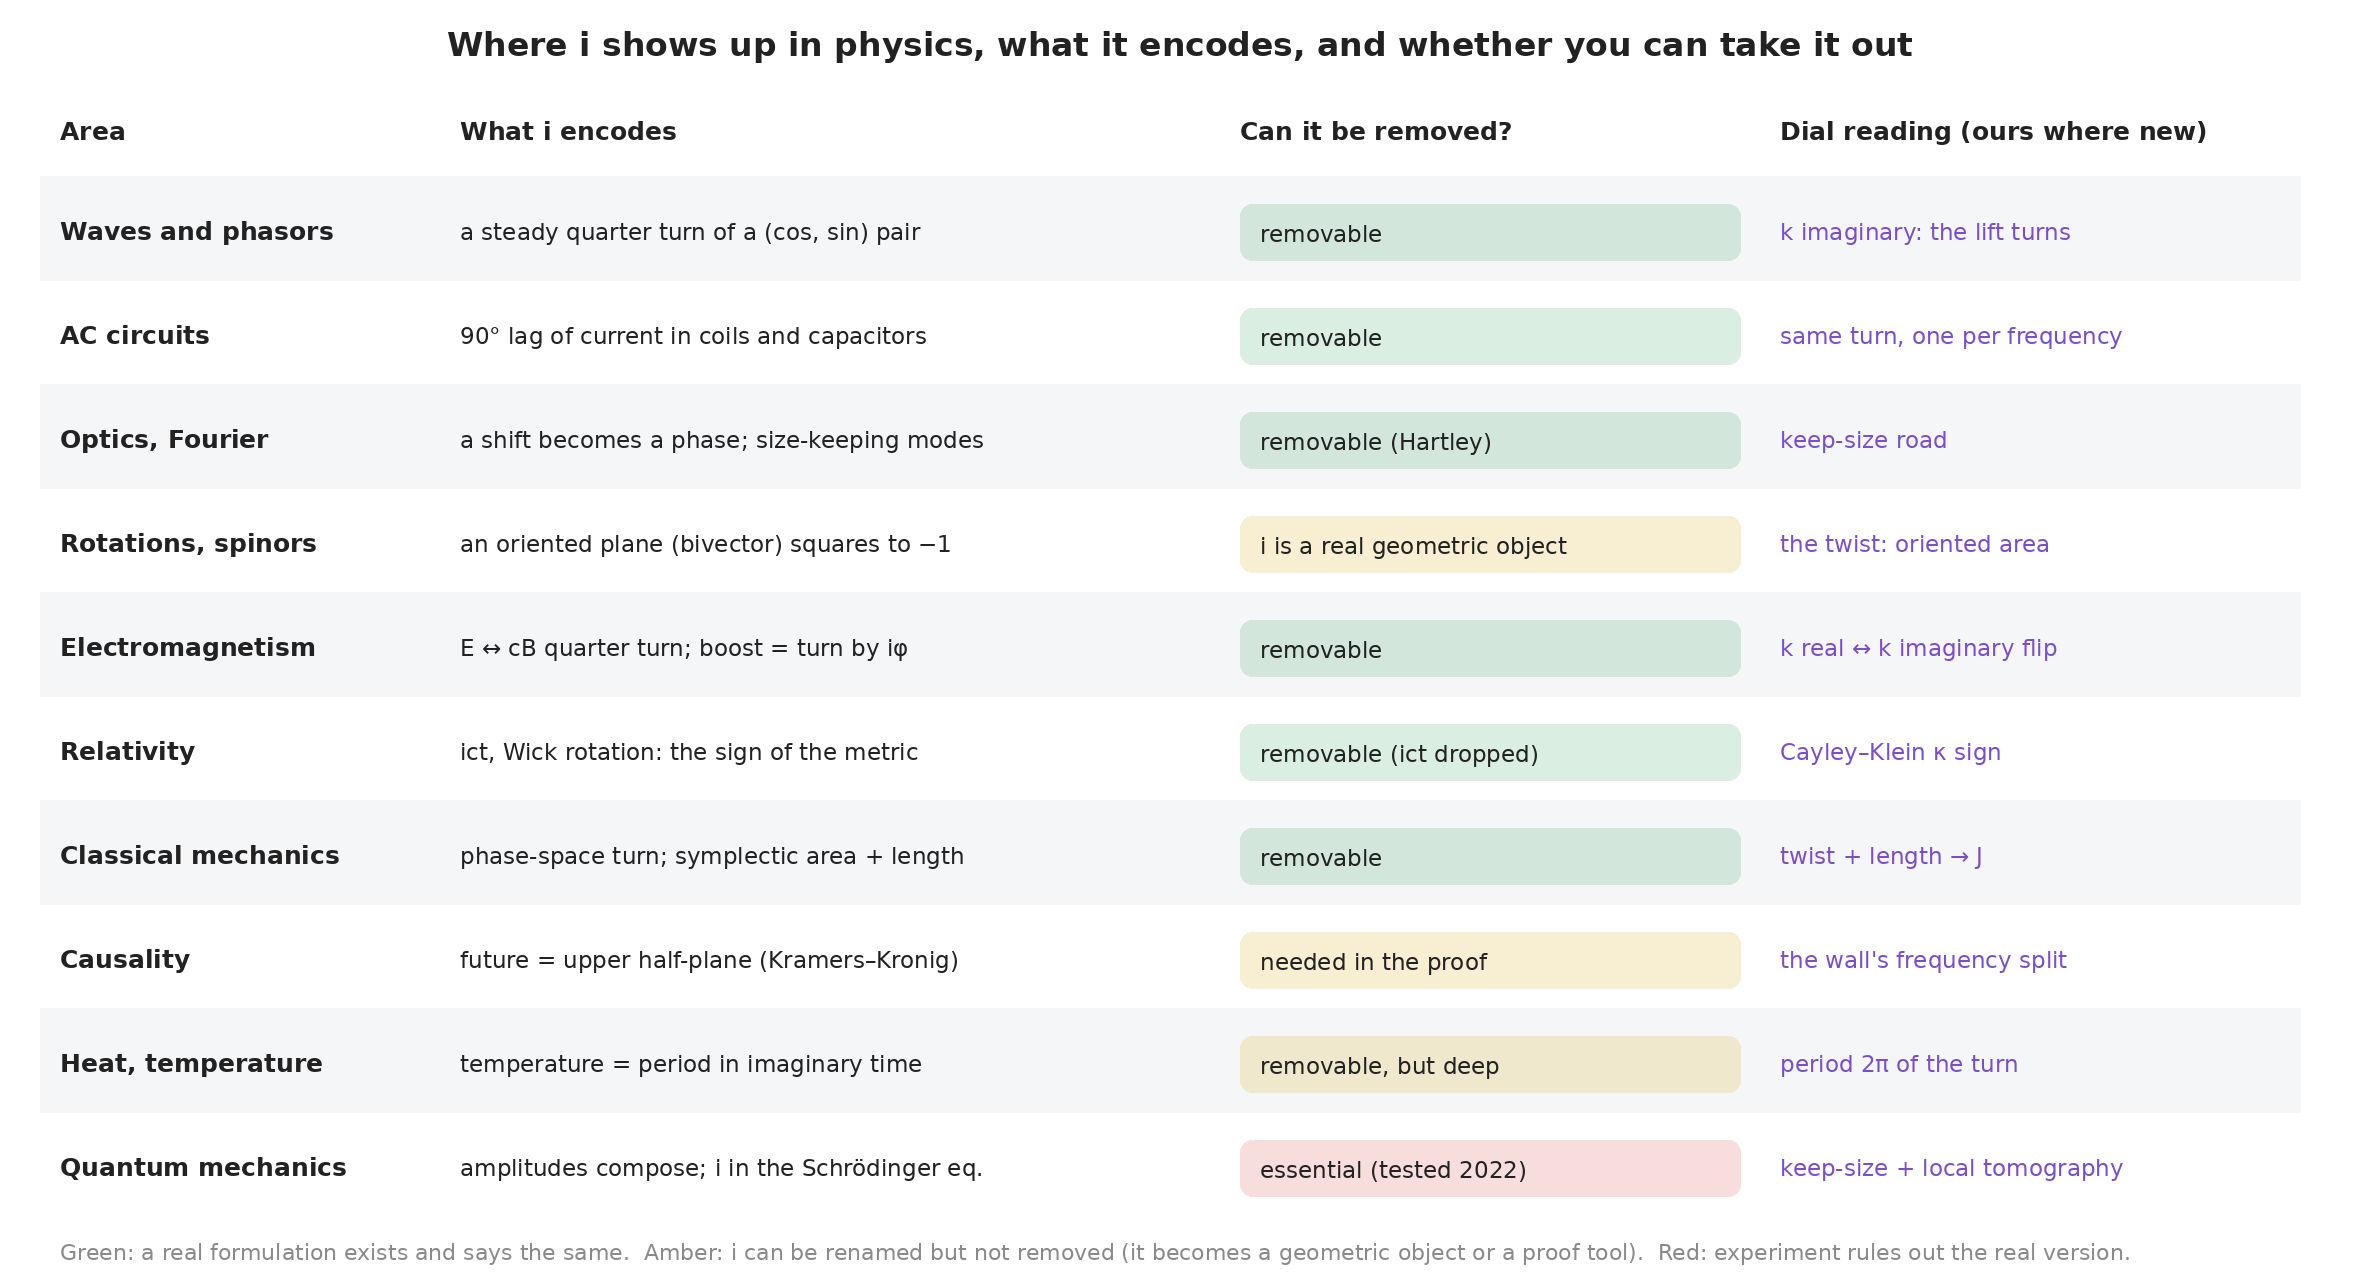 Where i shows up in physics, what it encodes, and whether you can take it out
Area What i encodes Can it be removed? Dial reading (ours where new)
Waves and phasors a steady quarter turn of a (cos, sin) pair removable k imaginary: the lift turns
AC circuits 90° lag of current in coils and capacitors removable same turn, one per frequency
Optics, Fourier a shift becomes a phase; size-keeping modes removable (Hartley) keep-size road
Rotations, spinors an oriented plane (bivector) squares to −1 i is a real geometric object the twist: oriented area
Electromagnetism E ↔ cB quarter turn; boost = turn by iφ removable k real ↔ k imaginary flip
Relativity ict, Wick rotation: the sign of the metric removable (ict dropped) Cayley–Klein κ sign
Classical mechanics phase-space turn; symplectic area + length removable twist + length → J
Causality future = upper half-plane (Kramers–Kronig) needed in the proof the wall's frequency split
Heat, temperature temperature = period in imaginary time removable, but deep period 2π of the turn
Quantum mechanics amplitudes compose; i in the Schrödinger eq. essential (tested 2022) keep-size + local tomography
Green: a real formulation exists and says the same. Amber: i can be renamed but not removed (it becomes a geometric object or a proof tool). Red: experiment rules out the real version.